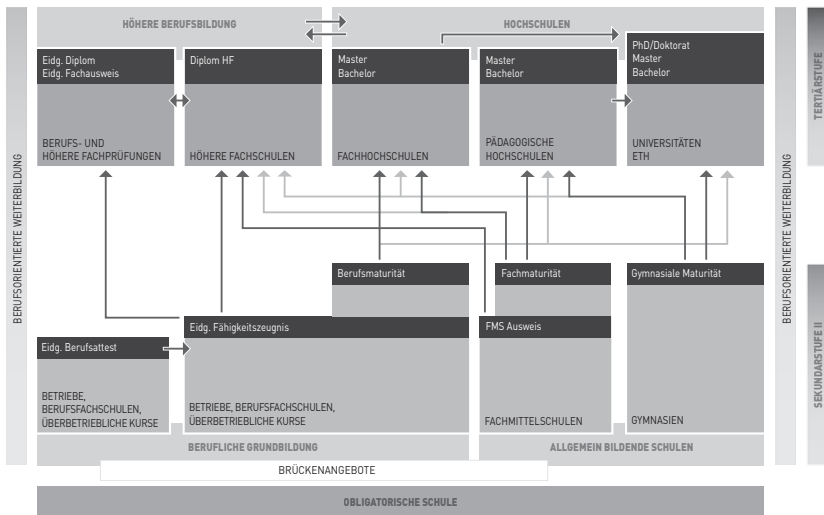 HÖHERE BERUFSBILDUNG
HOCHSCHULEN
Eidg. Diplom
Eidg. Fachausweis
BERUFS- UND
HÖHERE FACHPRÜFUNGEN
Diplom HF
HÖHERE FACHSCHULEN
Master
Bachelor
FACHHOCHSCHULEN
Master
Bachelor
PÄDAGOGISCHE
HOCHSCHULEN
PhD/Doktorat
Master
Bachelor
UNIVERSITÄTEN
ETH
TERTIÄRSTUFE
BERUFSORIENTIERTE WEITERBILDUNG
BERUFSORIENTIERTE WEITERBILDUNG
Berufsmaturität
Fachmaturität
Gymnasiale Maturität
Eidg. Fähigkeitszeugnis
FMS Ausweis
Eidg. Berufsattest
BETRIEBE,
BERUFSFACHSCHULEN,
ÜBERBETRIEBLICHE KURSE
BETRIEBE, BERUFSFACHSCHULEN,
ÜBERBETRIEBLICHE KURSE
FACHMITTELSCHULEN
GYMNASIEN
SEKUNDARSTUFE II
BERUFLICHE GRUNDBILDUNG
ALLGEMEIN BILDENDE SCHULEN
BRÜCKENANGEBOTE
OBLIGATORISCHE SCHULE